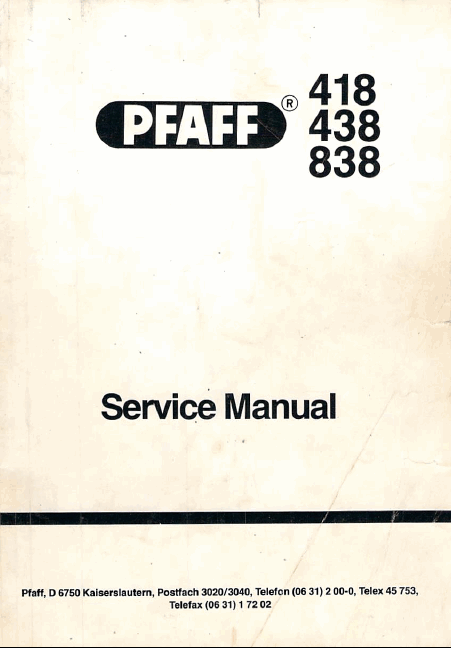 PFAFF ® 418
438
838
Service Manual
Pfaff, D 6750 Kaiserslautern, Postfach 3020/3040, Telefon (06 31) 2 00-0, Telex 45 753,
Telefax (06 31) 1 72 02